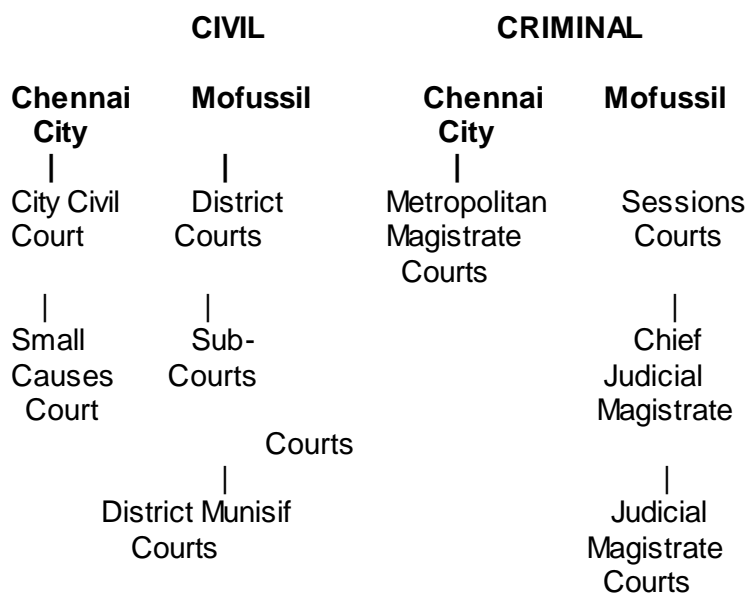 CIVIL CRIMINAL
Chennai Mofussil Chennai Mofussil
City City
| | |
City Civil District Metropolitan Sessions
Court Courts Magistrate Courts
Courts
| | |
Small Sub- Chief
Causes Courts Judicial
Court Magistrate
Courts
| |
District Munisif Judicial
Courts Magistrate
Courts